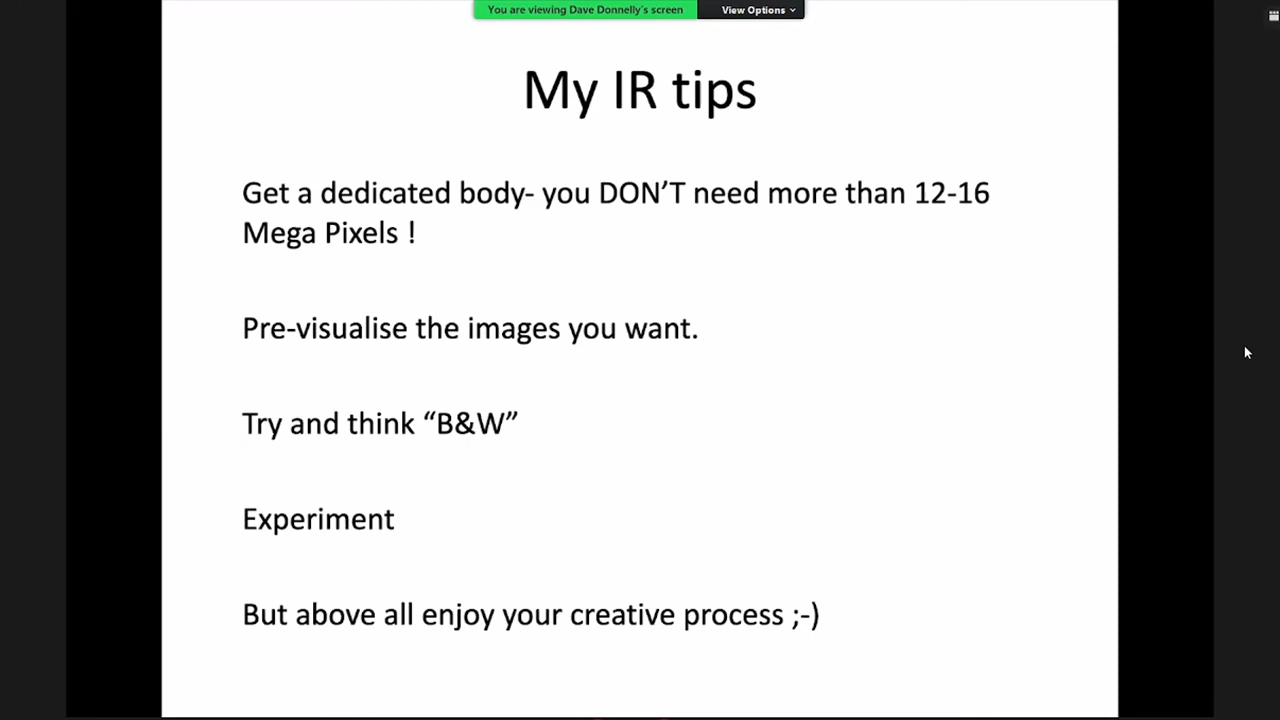 You are viewing Dave Donnelly's screen
View Options
My IR tips
Get a dedicated body- you DON’T need more than 12-16
Mega Pixels !
Pre-visualise the images you want.
Try and think “B&W”
Experiment
But above all enjoy your creative process ;-)